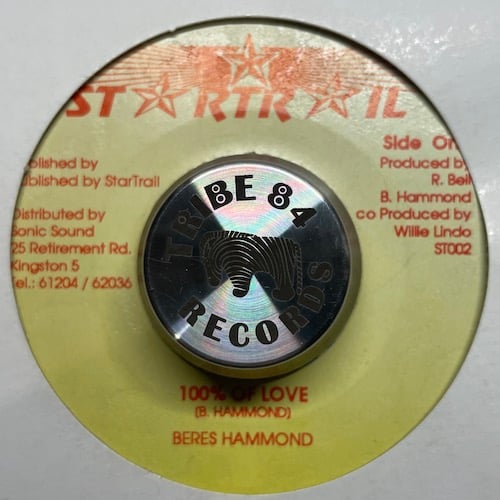 ST☆RTR☆IL
Side On
ublished by
ublished by StarTrail
Distributed by
Sonic Sound
25 Retirement Rd.
Kingston 5
Tel: 61204 / 62036
Produced by
R. Bell
B. Hammond
co Produced by
Willie Lindo
ST002
TRIBE 84
RECORDS
100% OF LOVE
(B. HAMMOND)
BERES HAMMOND